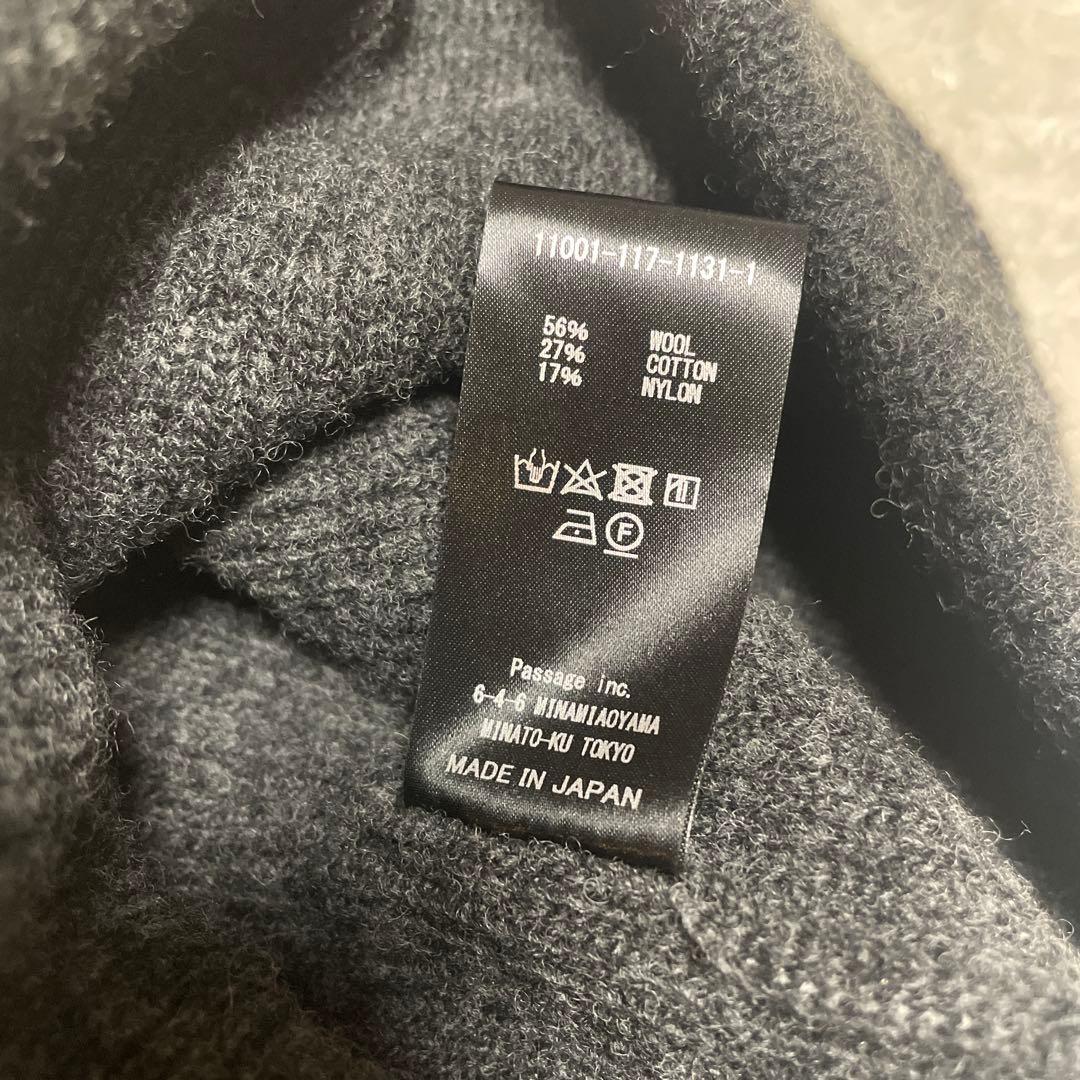 11001-117-1131-1
56% WOOL
27% COTTON
17% NYLON
F
Passage inc.
6-4-6 MINAMIAOYAMA
MINATO-KU TOKYO
MADE IN JAPAN